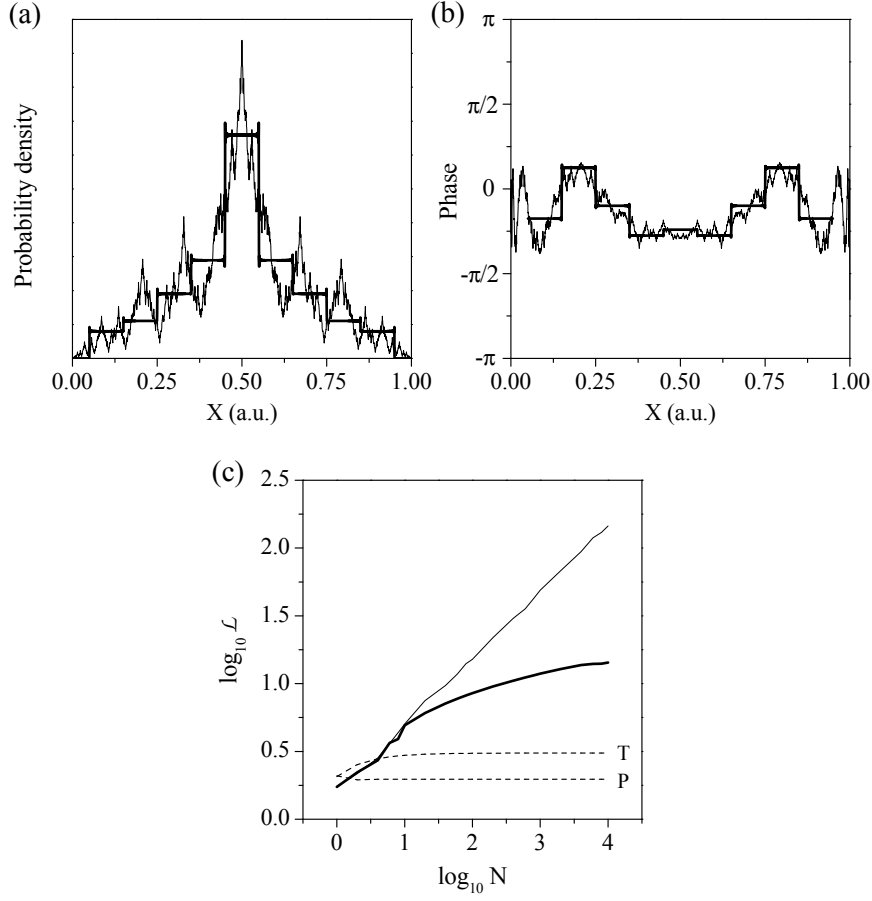 (a)
Probability density
0.00 0.25 0.50 0.75 1.00
X (a.u.)
(b)
π
π/2
0
-π/2
-π
Phase
0.00 0.25 0.50 0.75 1.00
X (a.u.)
(c)
2.5
2.0
1.5
1.0
0.5
0.0
log₁₀ ℒ
T
P
0 1 2 3 4
log₁₀ N